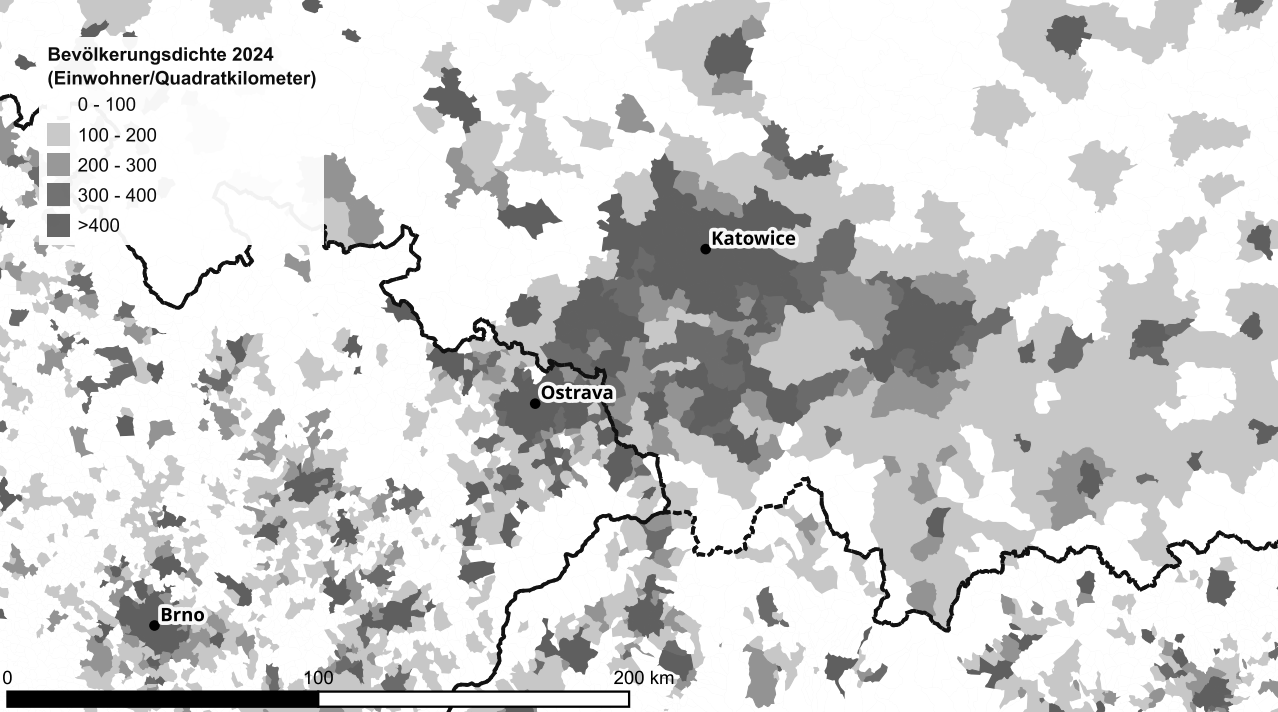 Bevölkerungsdichte 2024
(Einwohner/Quadratkilometer)
0 - 100
100 - 200
200 - 300
300 - 400
>400
Katowice
Ostrava
Brno
0 100 200 km